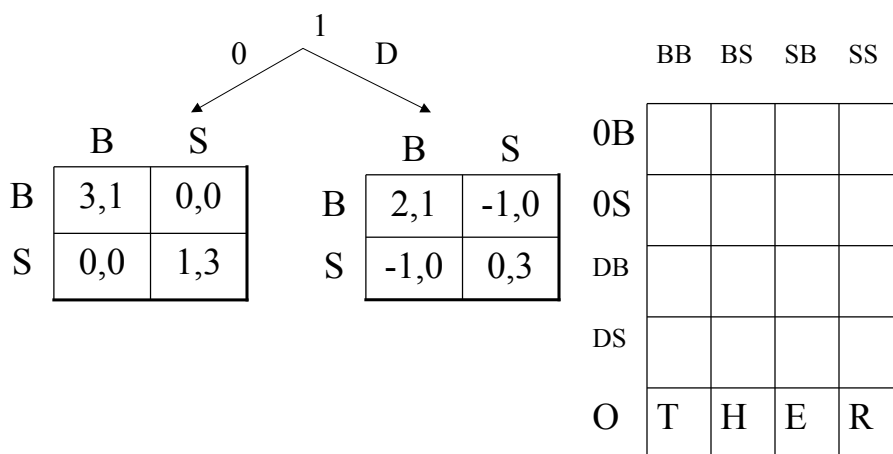 1
0 D
B S
B 3,1 0,0
S 0,0 1,3
B S
B 2,1 -1,0
S -1,0 0,3
BB BS SB SS
0B
0S
DB
DS
O T H E R